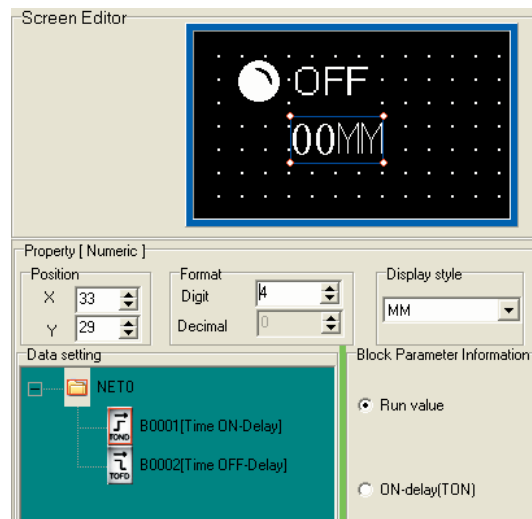 Screen Editor
OFF
00MM
Property [ Numeric ]
Position
Format
Display style
X 33
Digit 4
MM
Y 29
Decimal 0
Data setting
Block Parameter Information
NET0
Run value
TOND B0001[Time ON-Delay]
TOFD B0002[Time OFF-Delay]
ON-delay(TON)